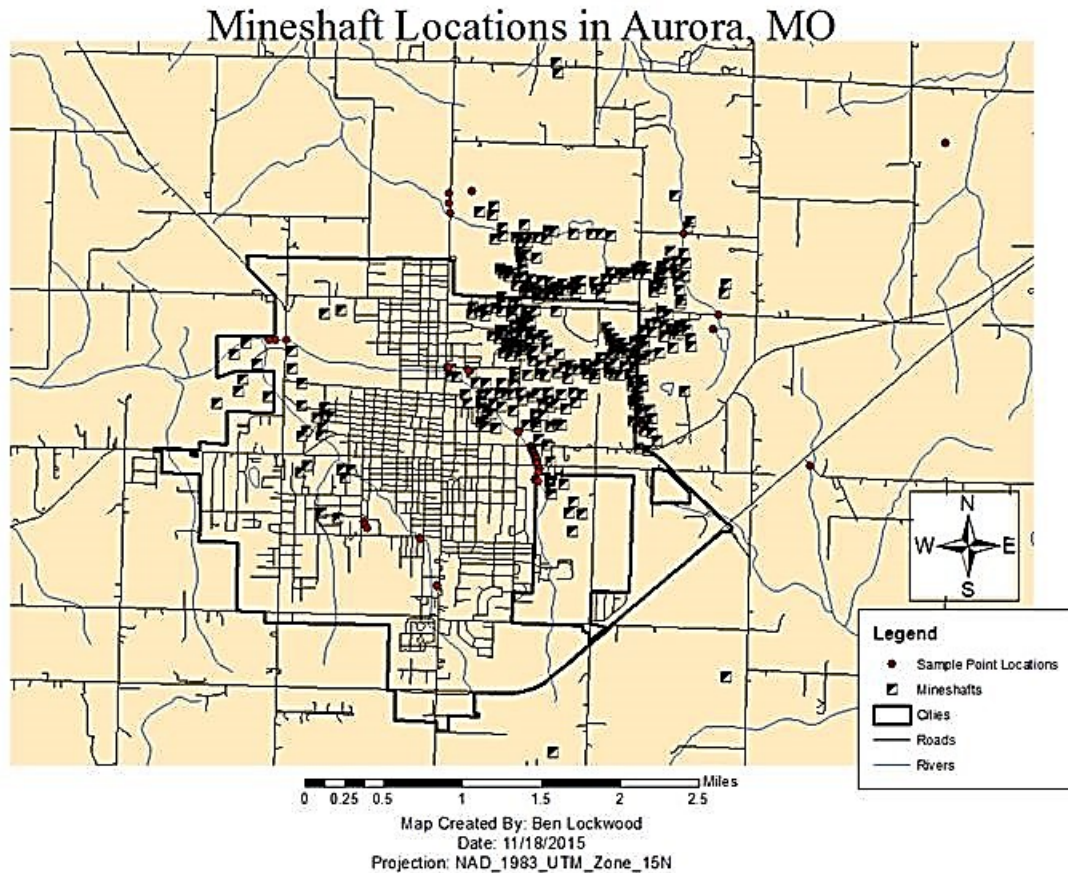 Mineshaft Locations in Aurora, MO
N
W E
S
Legend
Sample Point Locations
Mineshafts
Cities
Roads
Rivers
Miles
0 0.25 0.5 1 1.5 2 2.5
Map Created By: Ben Lockwood
Date: 11/18/2015
Projection: NAD_1983_UTM_Zone_15N